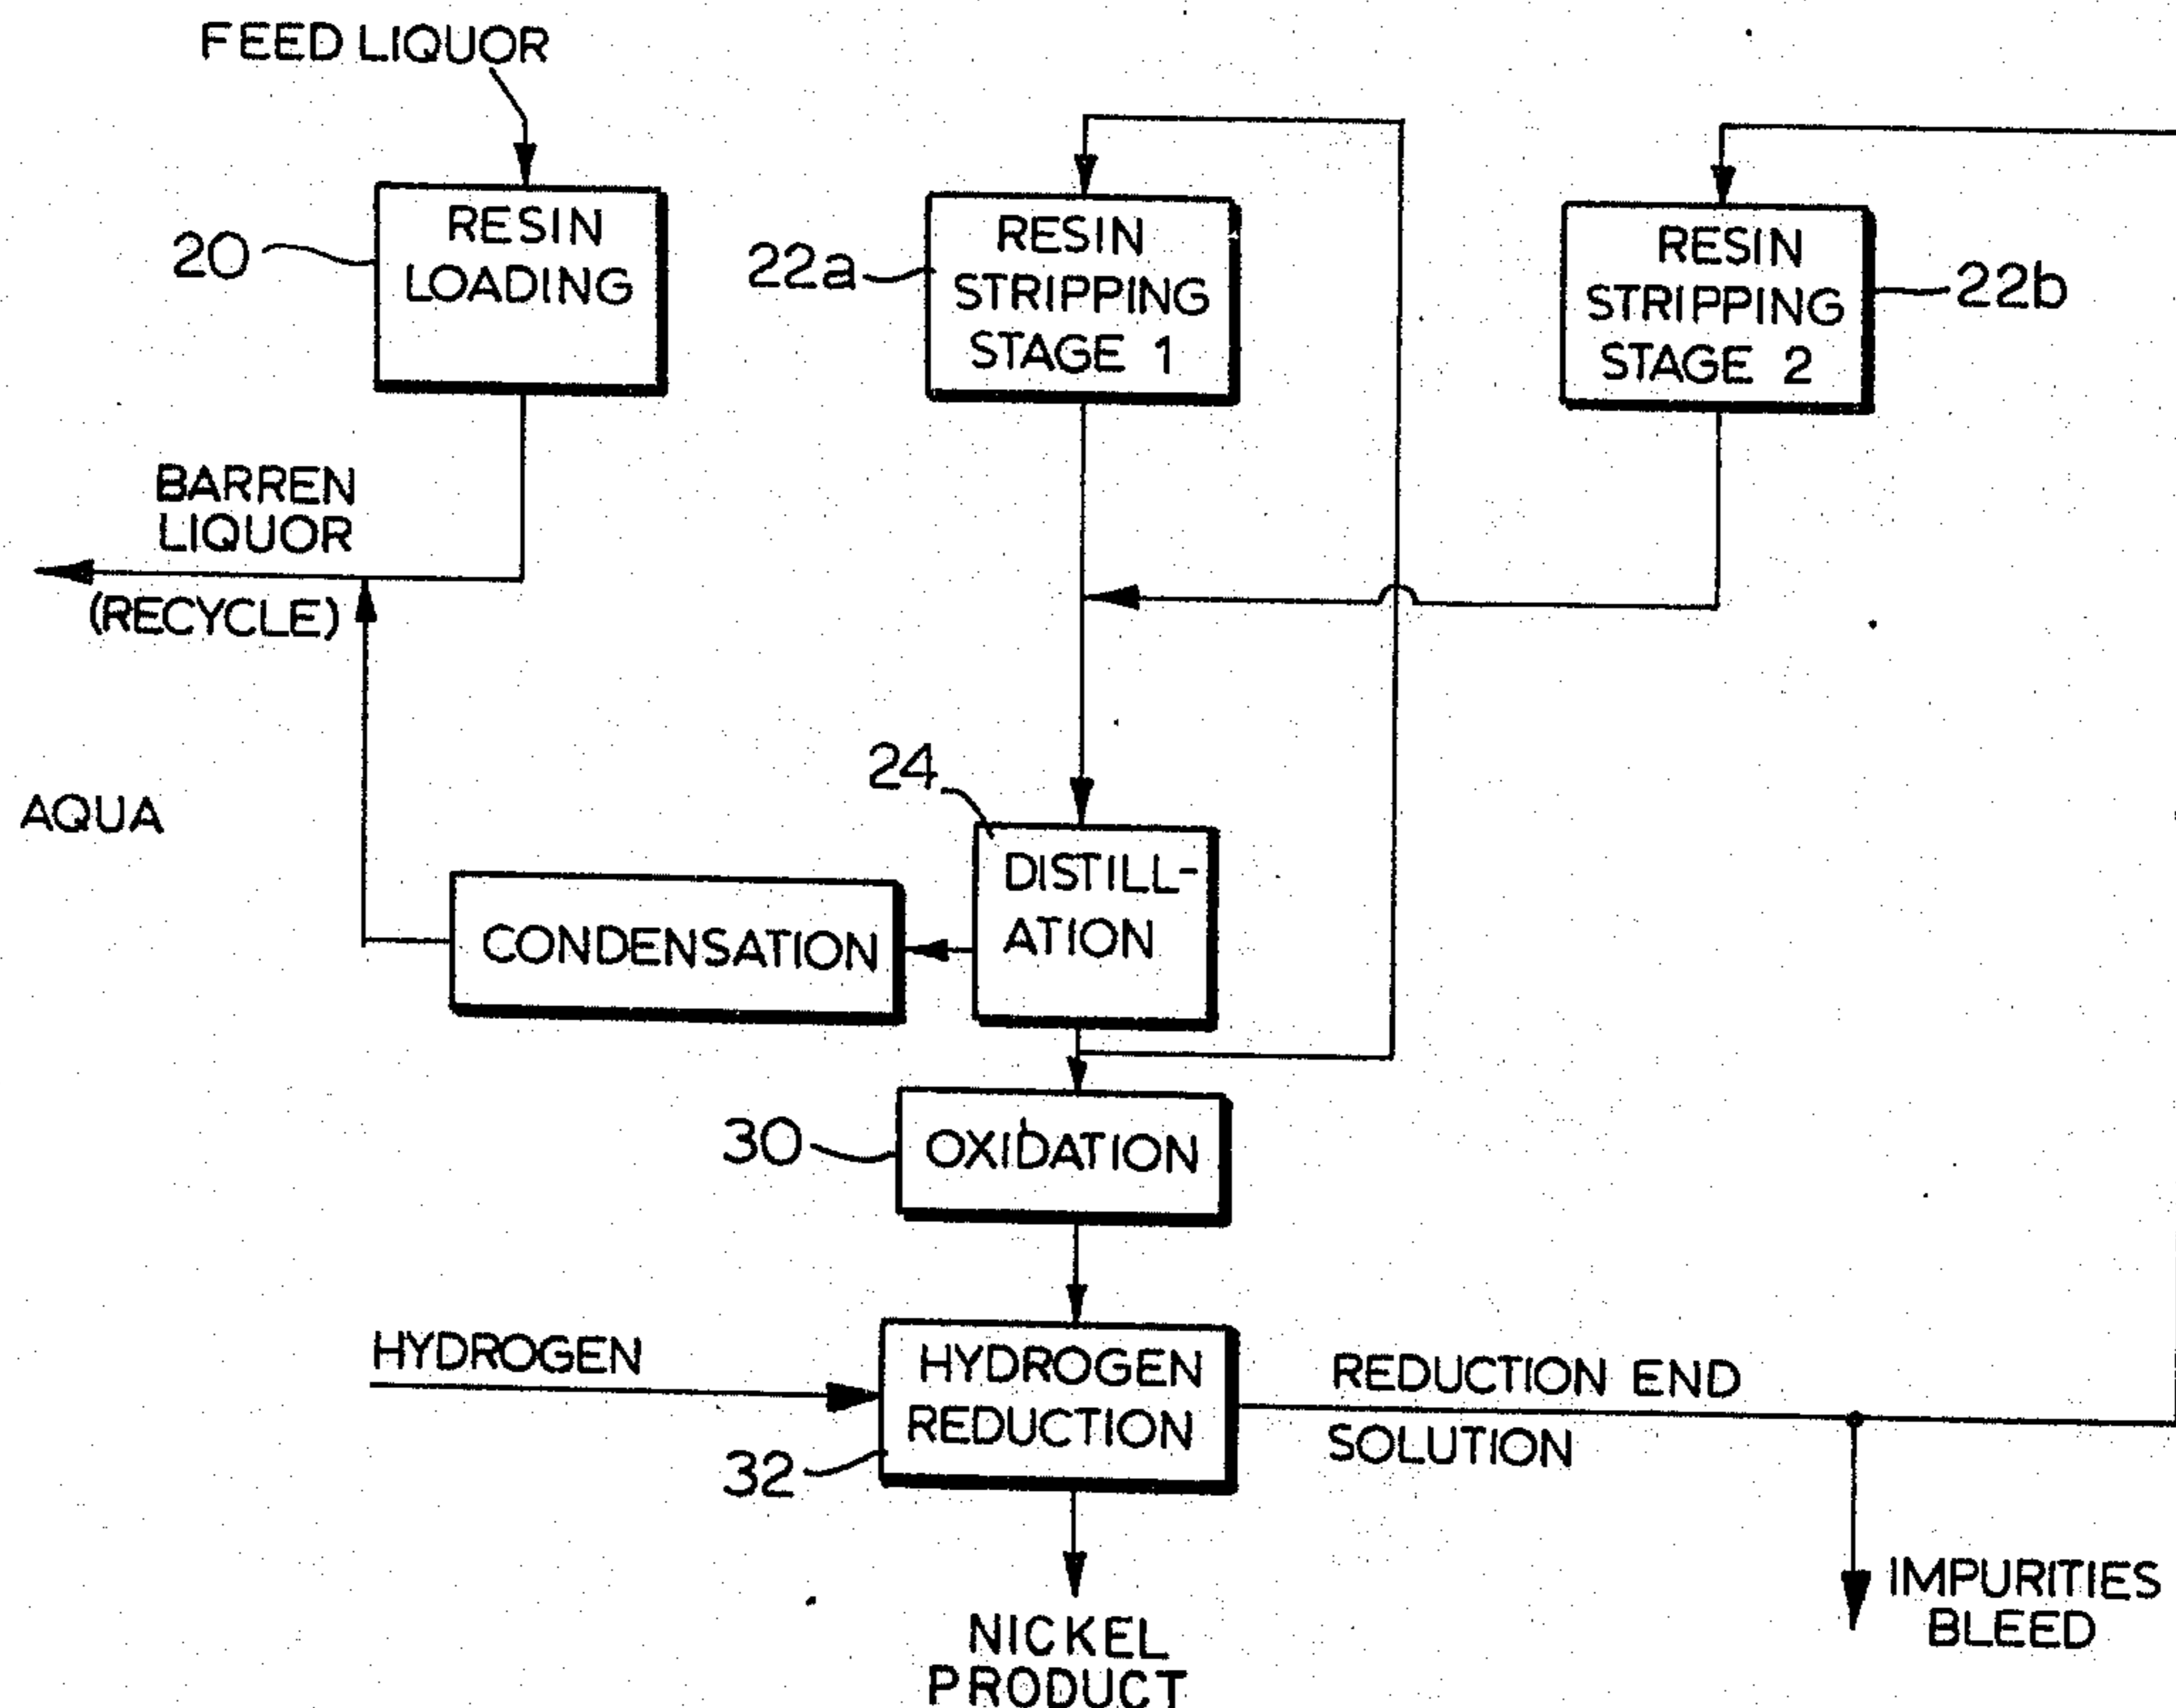 FEED LIQUOR
RESIN
LOADING
20
RESIN
STRIPPING
STAGE 1
22a
RESIN
STRIPPING
STAGE 2
22b
BARREN
LIQUOR
(RECYCLE)
AQUA
24
DISTILL-
ATION
CONDENSATION
30
OXIDATION
HYDROGEN
HYDROGEN
REDUCTION
32
REDUCTION END
SOLUTION
IMPURITIES
BLEED
NICKEL
PRODUCT